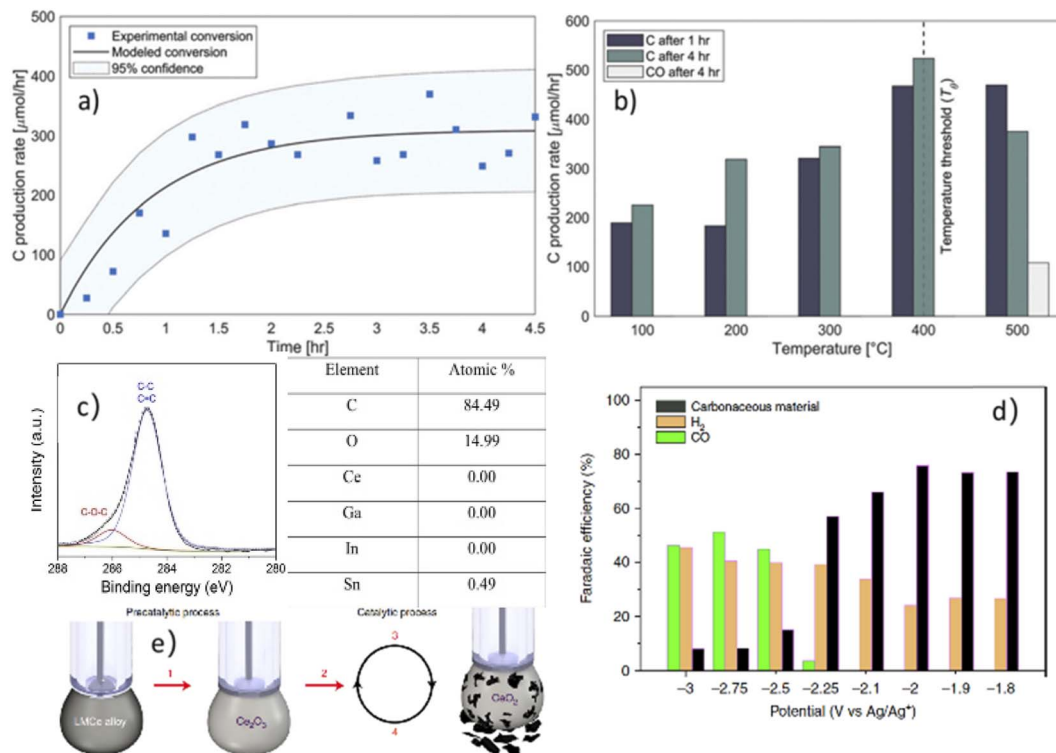 a)
Experimental conversion
Modeled conversion
95% confidence
C production rate [μmol/hr]
500
400
300
200
100
0
0 0.5 1 1.5 2 2.5 3 3.5 4 4.5
Time [hr]
b)
C after 1 hr
C after 4 hr
CO after 4 hr
C production rate [μmol/hr]
600
500
400
300
200
100
0
Temperature threshold (Tθ)
100 200 300 400 500
Temperature [°C]
c)
C-C
C=C
C-O-C
Intensity (a.u.)
288 286 284 282 280
Binding energy (eV)
Element Atomic %
C 84.49
O 14.99
Ce 0.00
Ga 0.00
In 0.00
Sn 0.49
d)
Carbonaceous material
H2
CO
Faradaic efficiency (%)
100
80
60
40
20
0
−3 −2.75 −2.5 −2.25 −2.1 −2 −1.9 −1.8
Potential (V vs Ag/Ag+)
Precatalytic process
Catalytic process
e)
1
2
3
4
LMCe alloy
Ce2O3
CeO2